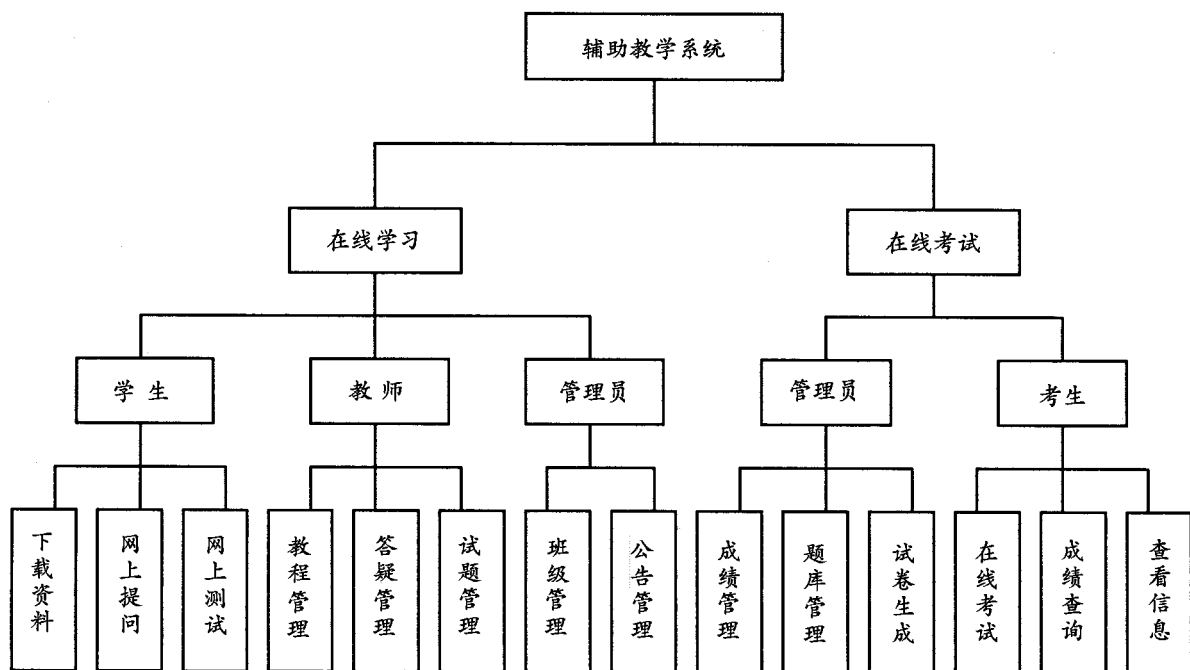 辅助教学系统
在线学习
在线考试
学生
教师
管理员
管理员
考生
下载资料
网上提问
网上测试
教程管理
答疑管理
试题管理
班级管理
公告管理
成绩管理
题库管理
试卷生成
在线考试
成绩查询
查看信息